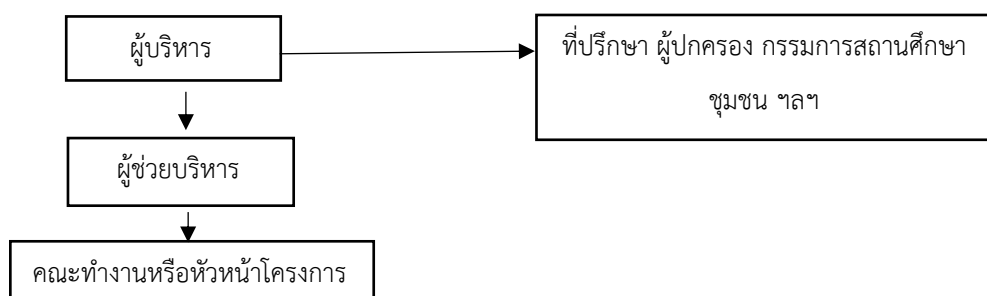 ผู้บริหาร
ที่ปรึกษา ผู้ปกครอง กรรมการสถานศึกษา
ชุมชน ฯลฯ
ผู้ช่วยบริหาร
คณะทำงานหรือหัวหน้าโครงการ